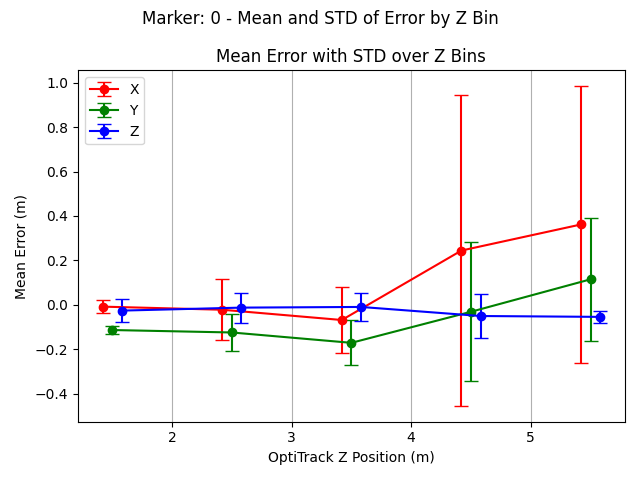 Marker: 0 - Mean and STD of Error by Z Bin
Mean Error with STD over Z Bins
X
Y
Z
Mean Error (m)
1.0
0.8
0.6
0.4
0.2
0.0
−0.2
−0.4
2 3 4 5
OptiTrack Z Position (m)